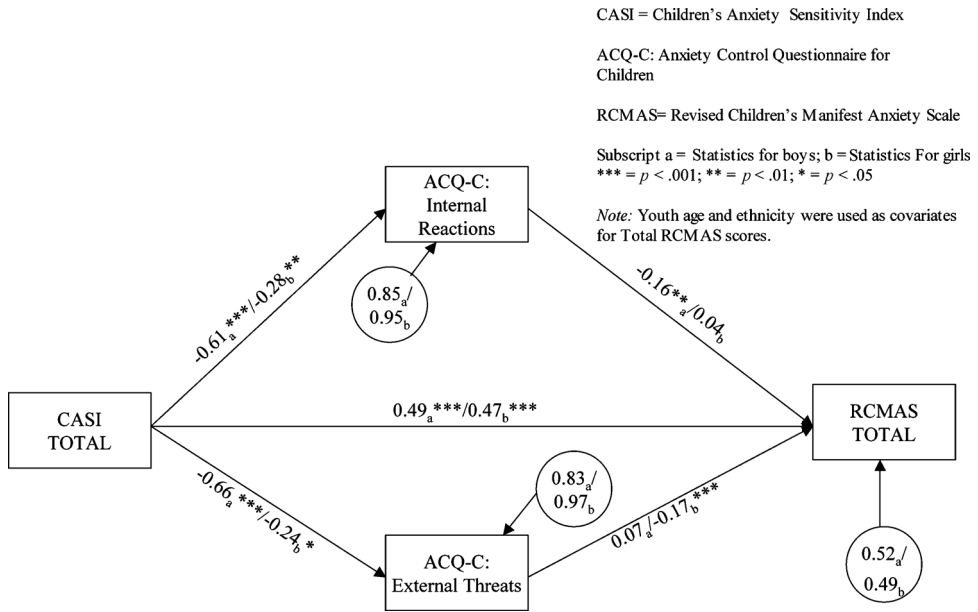 CASI = Children's Anxiety Sensitivity Index
ACQ-C: Anxiety Control Questionnaire for
Children
RCMAS= Revised Children's Manifest Anxiety Scale
Subscript a = Statistics for boys; b = Statistics For girls
*** = p < .001; ** = p < .01; * = p < .05
Note: Youth age and ethnicity were used as covariates
for Total RCMAS scores.
ACQ-C:
Internal
Reactions
0.85a/
0.95b
-0.61a***/-0.28b**
-0.16**a/0.04b
CASI
TOTAL
0.49a***/0.47b***
RCMAS
TOTAL
-0.66a***/-0.24b*
0.83a/
0.97b
0.07a/-0.17b***
ACQ-C:
External Threats
0.52a/
0.49b